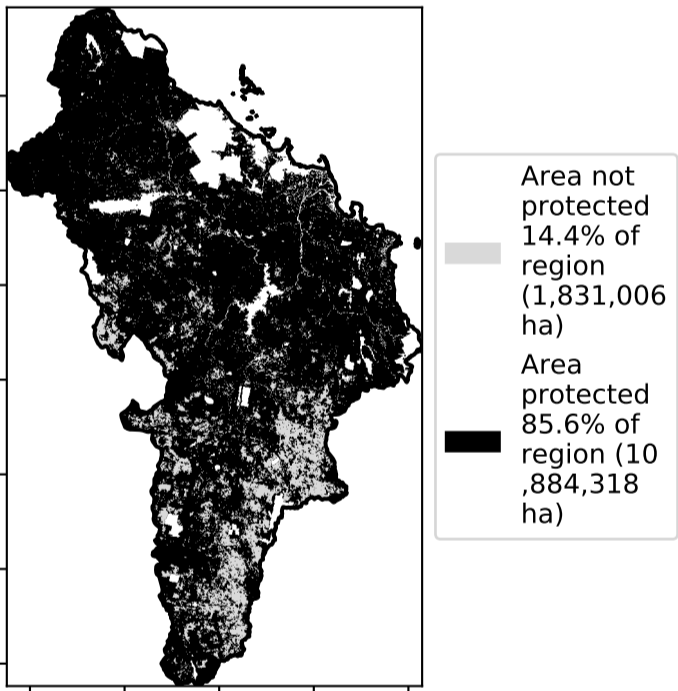 Area not
protected
14.4% of
region
(1,831,006
ha)
Area
protected
85.6% of
region (10
,884,318
ha)